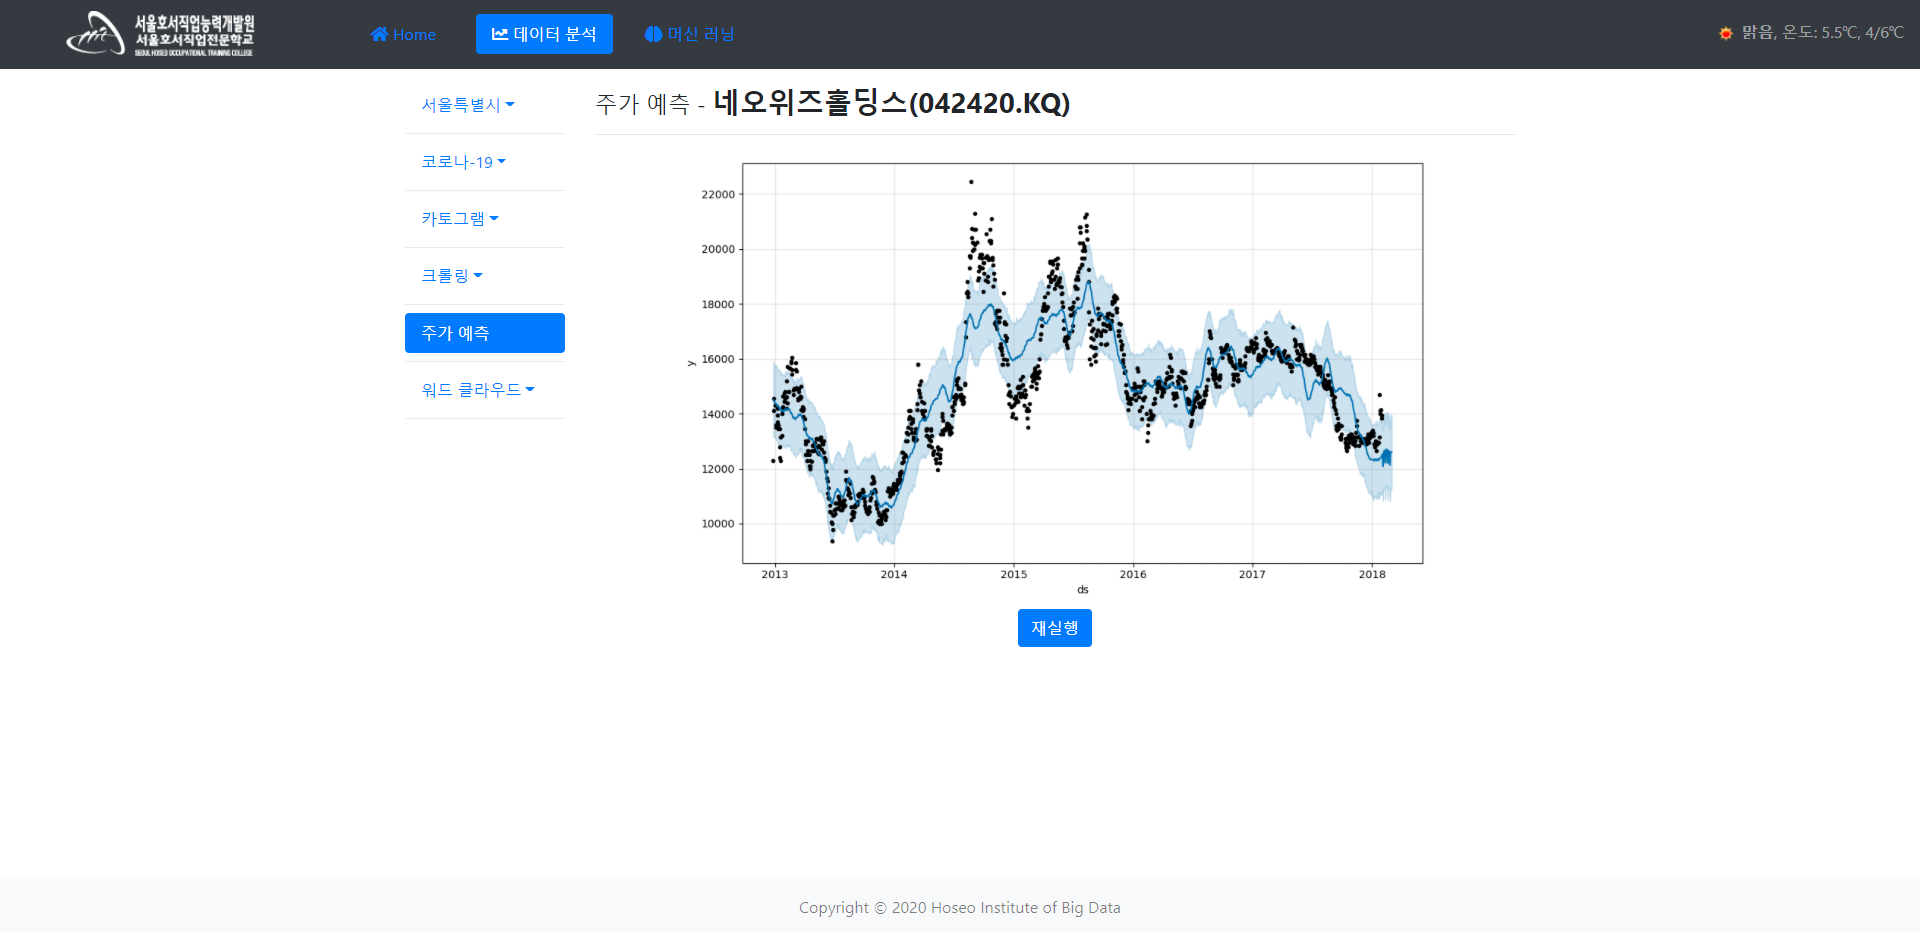 서울호서직업능력개발원
서울호서직업전문학교
SEOUL HOSEO OCCUPATIONAL TRAINING COLLEGE
Home
데이터 분석
머신 러닝
맑음, 온도: 5.5℃, 4/6℃
서울특별시
코로나-19
카토그램
크롤링
주가 예측
워드 클라우드
주가 예측 - 네오위즈홀딩스(042420.KQ)
22000
20000
18000
16000
14000
12000
10000
y
2013 2014 2015 2016 2017 2018
ds
재실행
Copyright © 2020 Hoseo Institute of Big Data